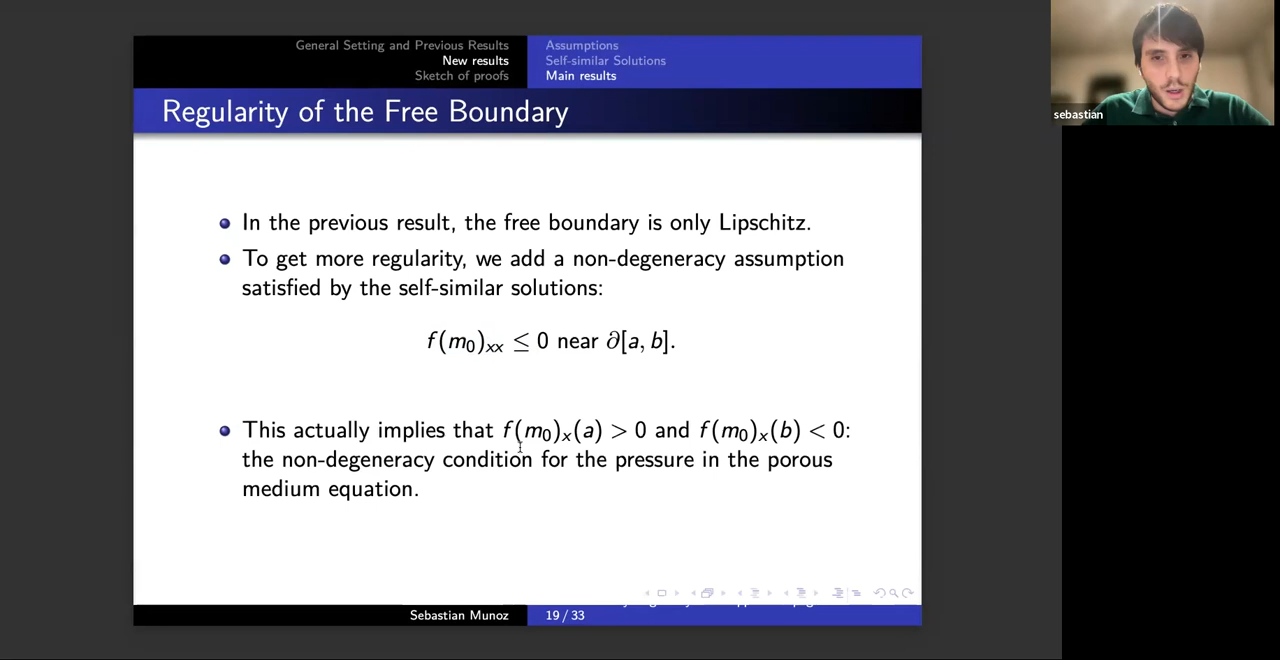 General Setting and Previous Results
New results
Sketch of proofs
Assumptions
Self-similar Solutions
Main results
Regularity of the Free Boundary
In the previous result, the free boundary is only Lipschitz.
To get more regularity, we add a non-degeneracy assumption
satisfied by the self-similar solutions:
f(m₀)ₓₓ ≤ 0 near ∂[a, b].
This actually implies that f(m₀)ₓ(a) > 0 and f(m₀)ₓ(b) < 0:
the non-degeneracy condition for the pressure in the porous
medium equation.
Sebastian Munoz
19 / 33
sebastian